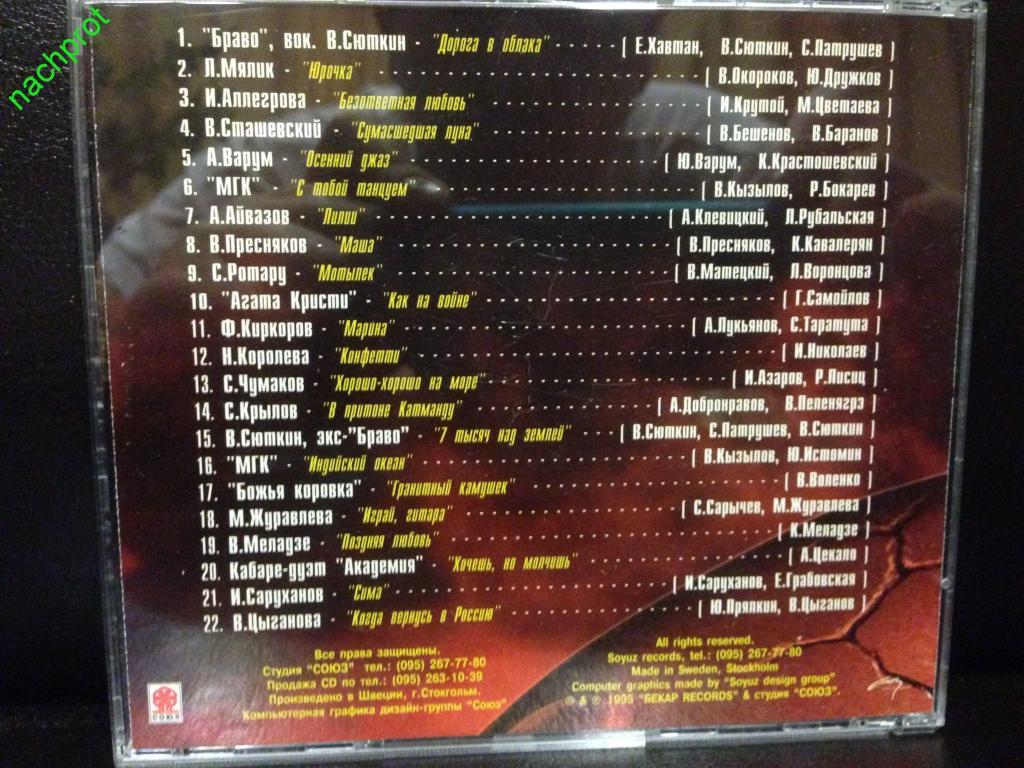 nachprot
1. "Браво", вок. В.Сюткин - "Дорога в облака" [ Е.Хавтан, В.Сюткин, С.Патрушев ]
2. Л.Мялик - "Юрочка" [ В.Окороков, Ю.Дружков ]
3. И.Аллегрова - "Безответная любовь" [ И.Крутой, М.Цветаева ]
4. В.Сташевский - "Сумасшедшая луна" [ В.Бешенов, В.Баранов ]
5. А.Варум - "Осенний джаз" [ Ю.Варум, К.Крастошевский ]
6. "МГК" - "С тобой танцуем" [ В.Кызылов, Р.Бокарев ]
7. А.Айвазов - "Лилии" [ А.Клевицкий, Л.Рубальская ]
8. В.Пресняков - "Маша" [ В.Пресняков, К.Кавалерян ]
9. С.Ротару - "Мотылек" [ В.Матецкий, Л.Воронцова ]
10. "Агата Кристи" - "Как на войне" [ Г.Самойлов ]
11. Ф.Киркоров - "Марина" [ А.Лукьянов, С.Таратута ]
12. Н.Королева - "Конфетти" [ И.Николаев ]
13. С.Чумаков - "Хорошо-хорошо на море" [ И.Азаров, Р.Лисиц ]
14. С.Крылов - "В притоне Катманду" [ А.Добронравов, В.Пеленягрэ ]
15. В.Сюткин, экс-"Браво" - "7 тысяч над землей" [ В.Сюткин, С.Патрушев, В.Сюткин ]
16. "МГК" - "Индийский океан" [ В.Кызылов, Ю.Истомин ]
17. "Божья коровка" - "Гранитный камушек" [ В.Воленко ]
18. М.Журавлева - "Играй, гитара" [ С.Сарычев, М.Журавлева ]
19. В.Меладзе - "Поздняя любовь" [ К.Меладзе ]
20. Кабаре-дуэт "Академия" - "Хочешь, но молчишь" [ А.Цекало ]
21. И.Саруханов - "Сима" [ И.Саруханов, Е.Грабовская ]
22. В.Цыганова - "Когда вернусь в Россию" [ Ю.Прялкин, В.Цыганов ]
Все права защищены.
Студия "СОЮЗ" тел.: (095) 267-77-80
Продажа CD по тел.: (095) 263-10-39
Произведено в Швеции, г.Стокгольм.
Компьютерная графика дизайн-группы "Союз"
All rights reserved.
Soyuz records, tel.: (095) 267-77-80
Made in Sweden, Stockholm
Computer graphics made by "Soyuz design group"
© & ℗ 1995 "БЕКАР RECORDS" & студия "СОЮЗ".
СОЮЗ